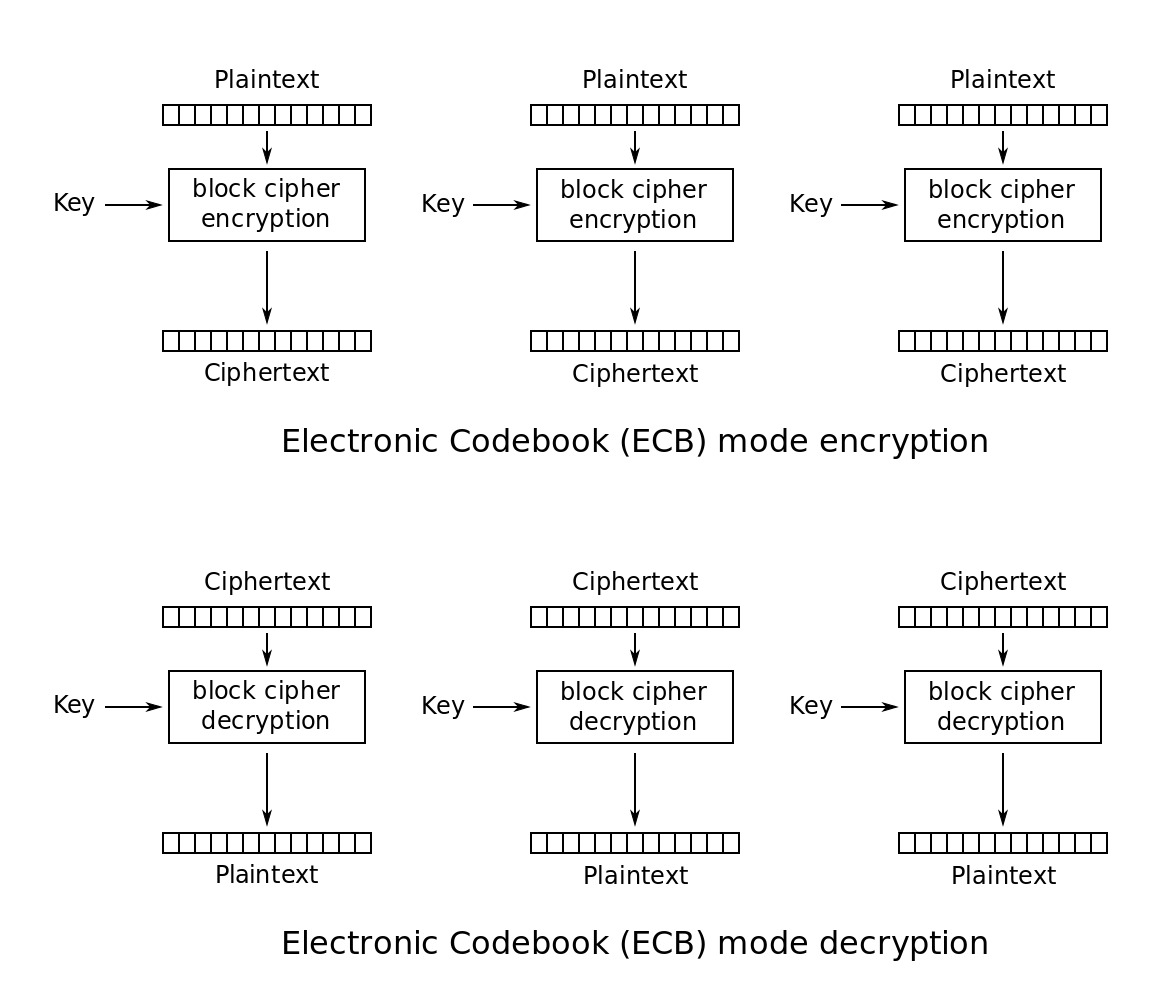 Plaintext Plaintext Plaintext
Key block cipher Key block cipher Key block cipher
encryption encryption encryption
Ciphertext Ciphertext Ciphertext
Electronic Codebook (ECB) mode encryption
Ciphertext Ciphertext Ciphertext
Key block cipher Key block cipher Key block cipher
decryption decryption decryption
Plaintext Plaintext Plaintext
Electronic Codebook (ECB) mode decryption